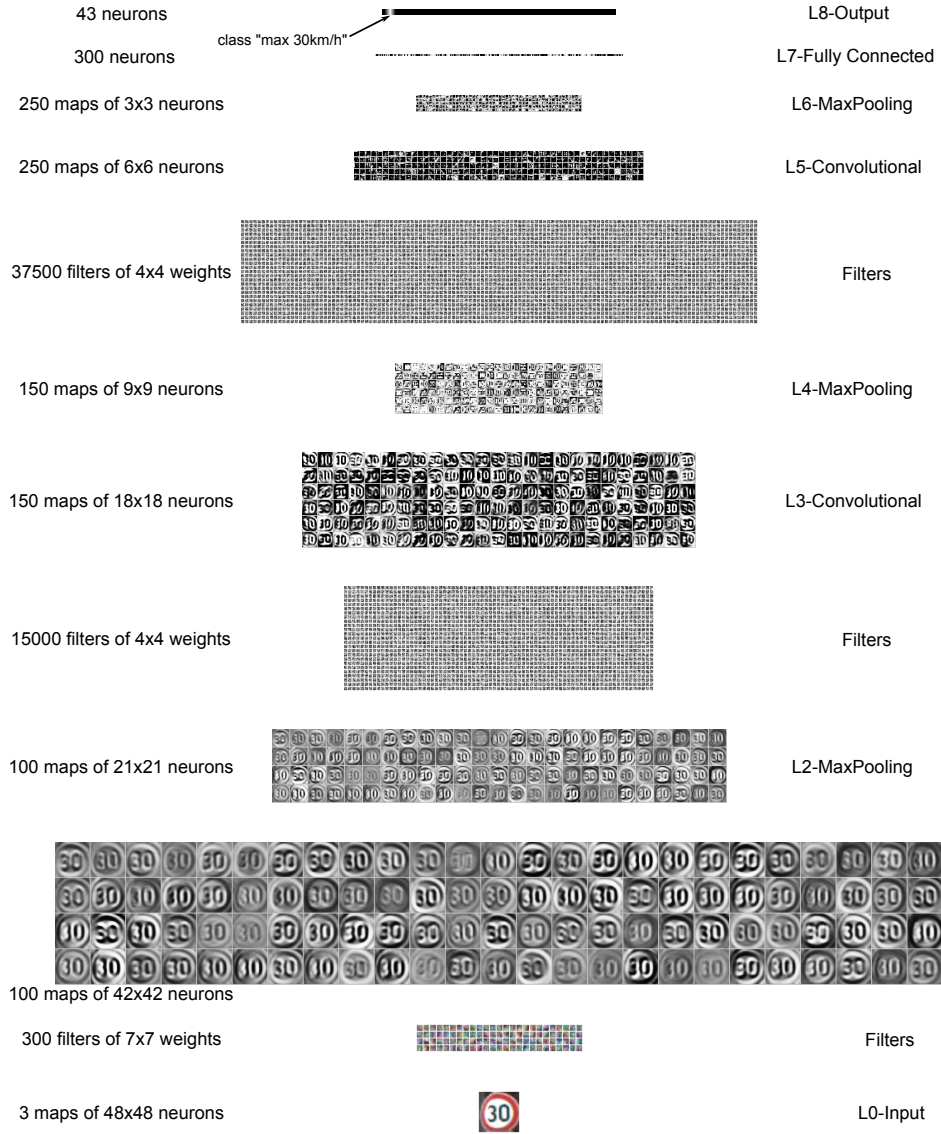 43 neurons
L8-Output
class "max 30km/h"
300 neurons
L7-Fully Connected
250 maps of 3x3 neurons
L6-MaxPooling
250 maps of 6x6 neurons
L5-Convolutional
37500 filters of 4x4 weights
Filters
150 maps of 9x9 neurons
L4-MaxPooling
150 maps of 18x18 neurons
L3-Convolutional
15000 filters of 4x4 weights
Filters
100 maps of 21x21 neurons
L2-MaxPooling
100 maps of 42x42 neurons
300 filters of 7x7 weights
Filters
3 maps of 48x48 neurons
30
L0-Input